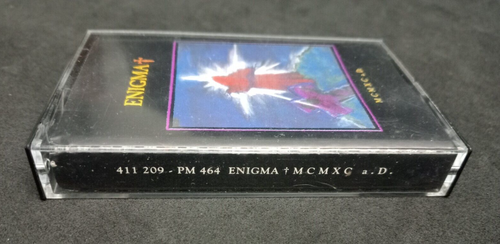 ENIGMA†
MCMXC a.D.
411 209 - PM 464 ENIGMA † MCMXC a.D.